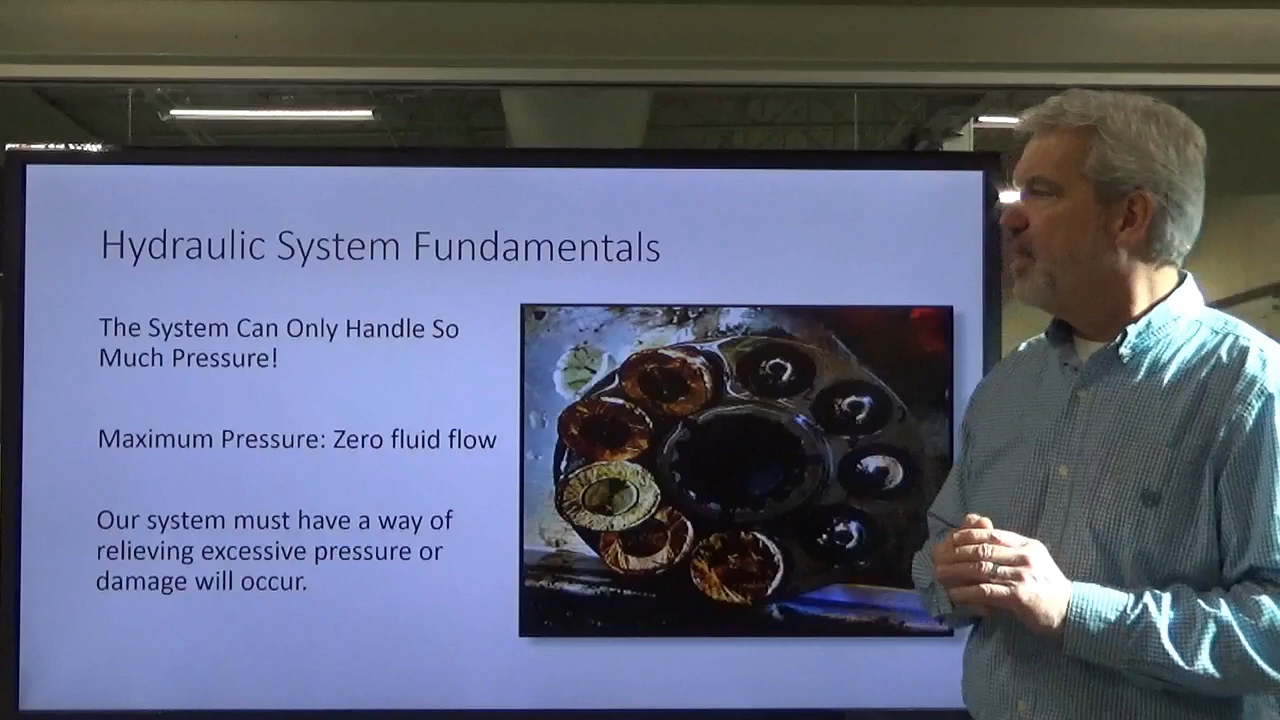 Hydraulic System Fundamentals
The System Can Only Handle So
Much Pressure!
Maximum Pressure: Zero fluid flow
Our system must have a way of
relieving excessive pressure or
damage will occur.